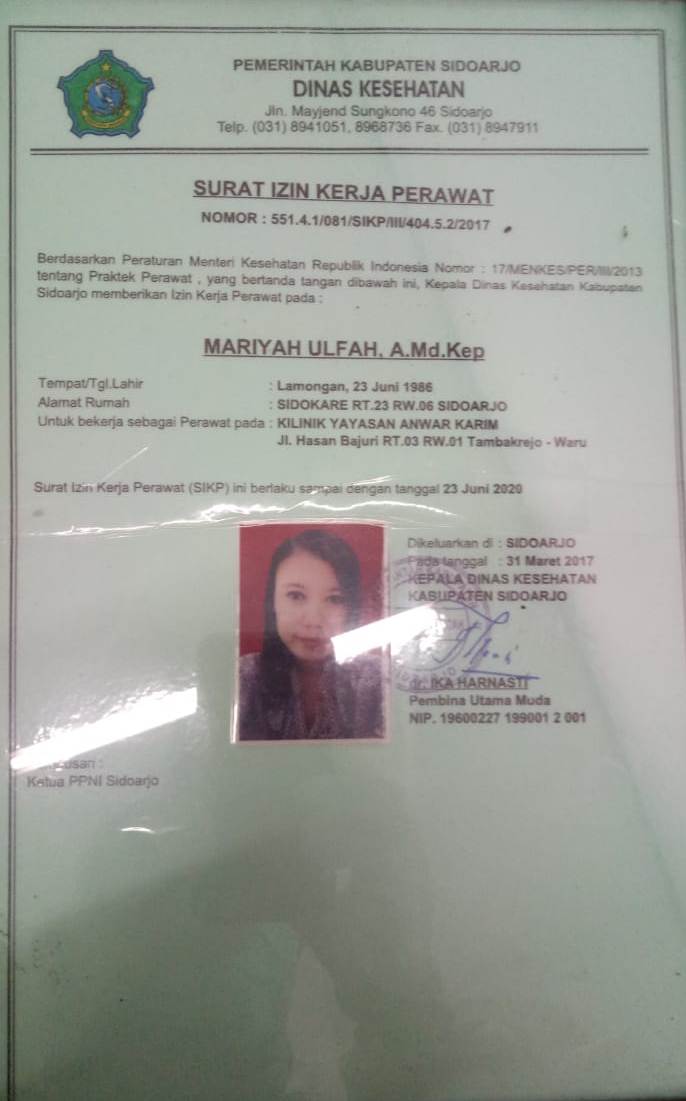 PEMERINTAH KABUPATEN SIDOARJO
DINAS KESEHATAN
Jln. Mayjend Sungkono 46 Sidoarjo
Telp. (031) 8941051, 8968736 Fax. (031) 8947911
SURAT IZIN KERJA PERAWAT
NOMOR : 551.4.1/081/SIKP/III/404.5.2/2017
Berdasarkan Peraturan Menteri Kesehatan Republik Indonesia Nomor : 17/MENKES/PER/III/2013
tentang Praktek Perawat , yang bertanda tangan dibawah ini, Kepala Dinas Kesehatan Kabupaten
Sidoarjo memberikan Izin Kerja Perawat pada :
MARIYAH ULFAH, A.Md.Kep
Tempat/Tgl.Lahir : Lamongan, 23 Juni 1986
Alamat Rumah : SIDOKARE RT.23 RW.06 SIDOARJO
Untuk bekerja sebagai Perawat pada : KILINIK YAYASAN ANWAR KARIM
Jl. Hasan Bajuri RT.03 RW.01 Tambakrejo - Waru
Surat Izin Kerja Perawat (SIKP) ini berlaku sampai dengan tanggal 23 Juni 2020
Dikeluarkan di : SIDOARJO
Pada tanggal : 31 Maret 2017
KEPALA DINAS KESEHATAN
KABUPATEN SIDOARJO
dr. IKA HARNASTI
Pembina Utama Muda
NIP. 19600227 199001 2 001
Ketua PPNI Sidoarjo